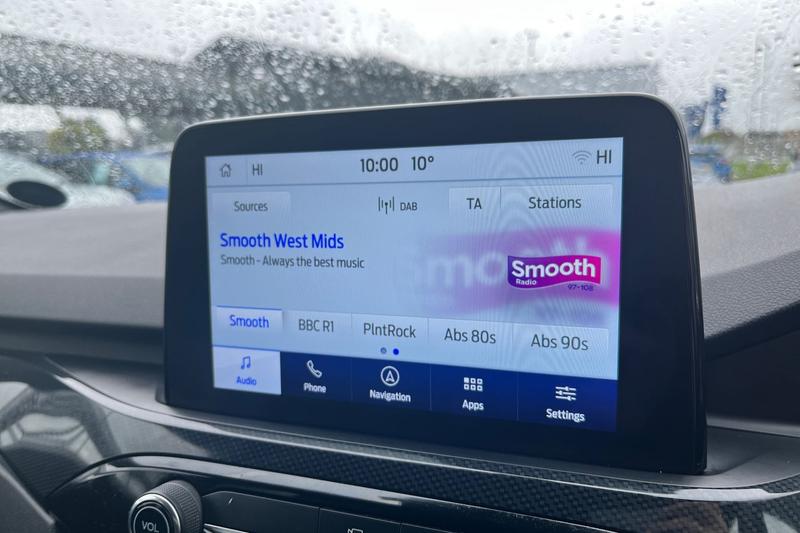 HI 10:00 10° HI
Sources DAB TA Stations
Smooth West Mids
Smooth - Always the best music
Smooth
Smooth
Radio
97-108
Smooth BBC R1 PlntRock Abs 80s Abs 90s
Audio Phone Navigation Apps Settings
VOL